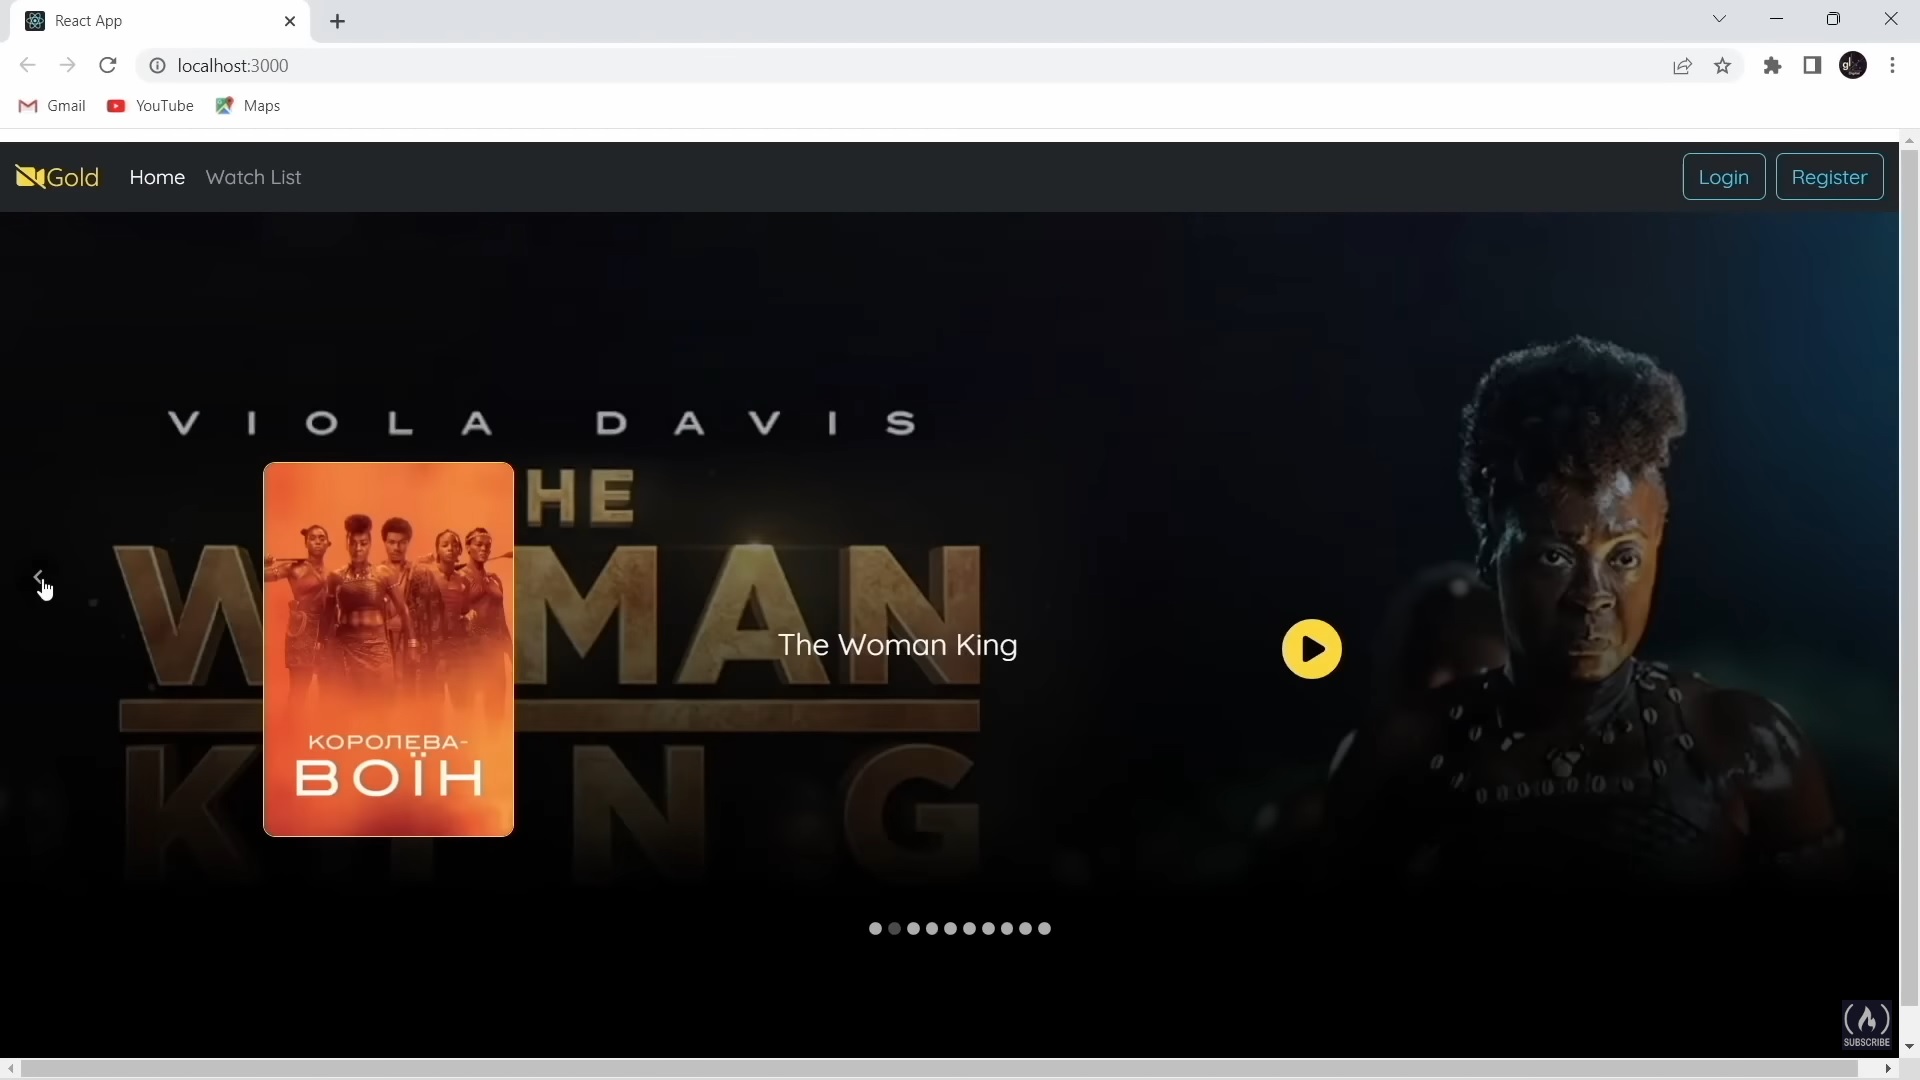 React App
localhost:3000
Gmail
YouTube
Maps
Gold
Home
Watch List
Login
Register
VIOLA DAVIS
HE
W MAN
K NG
КОРОЛЕВА-
ВОЇН
The Woman King
SUBSCRIBE